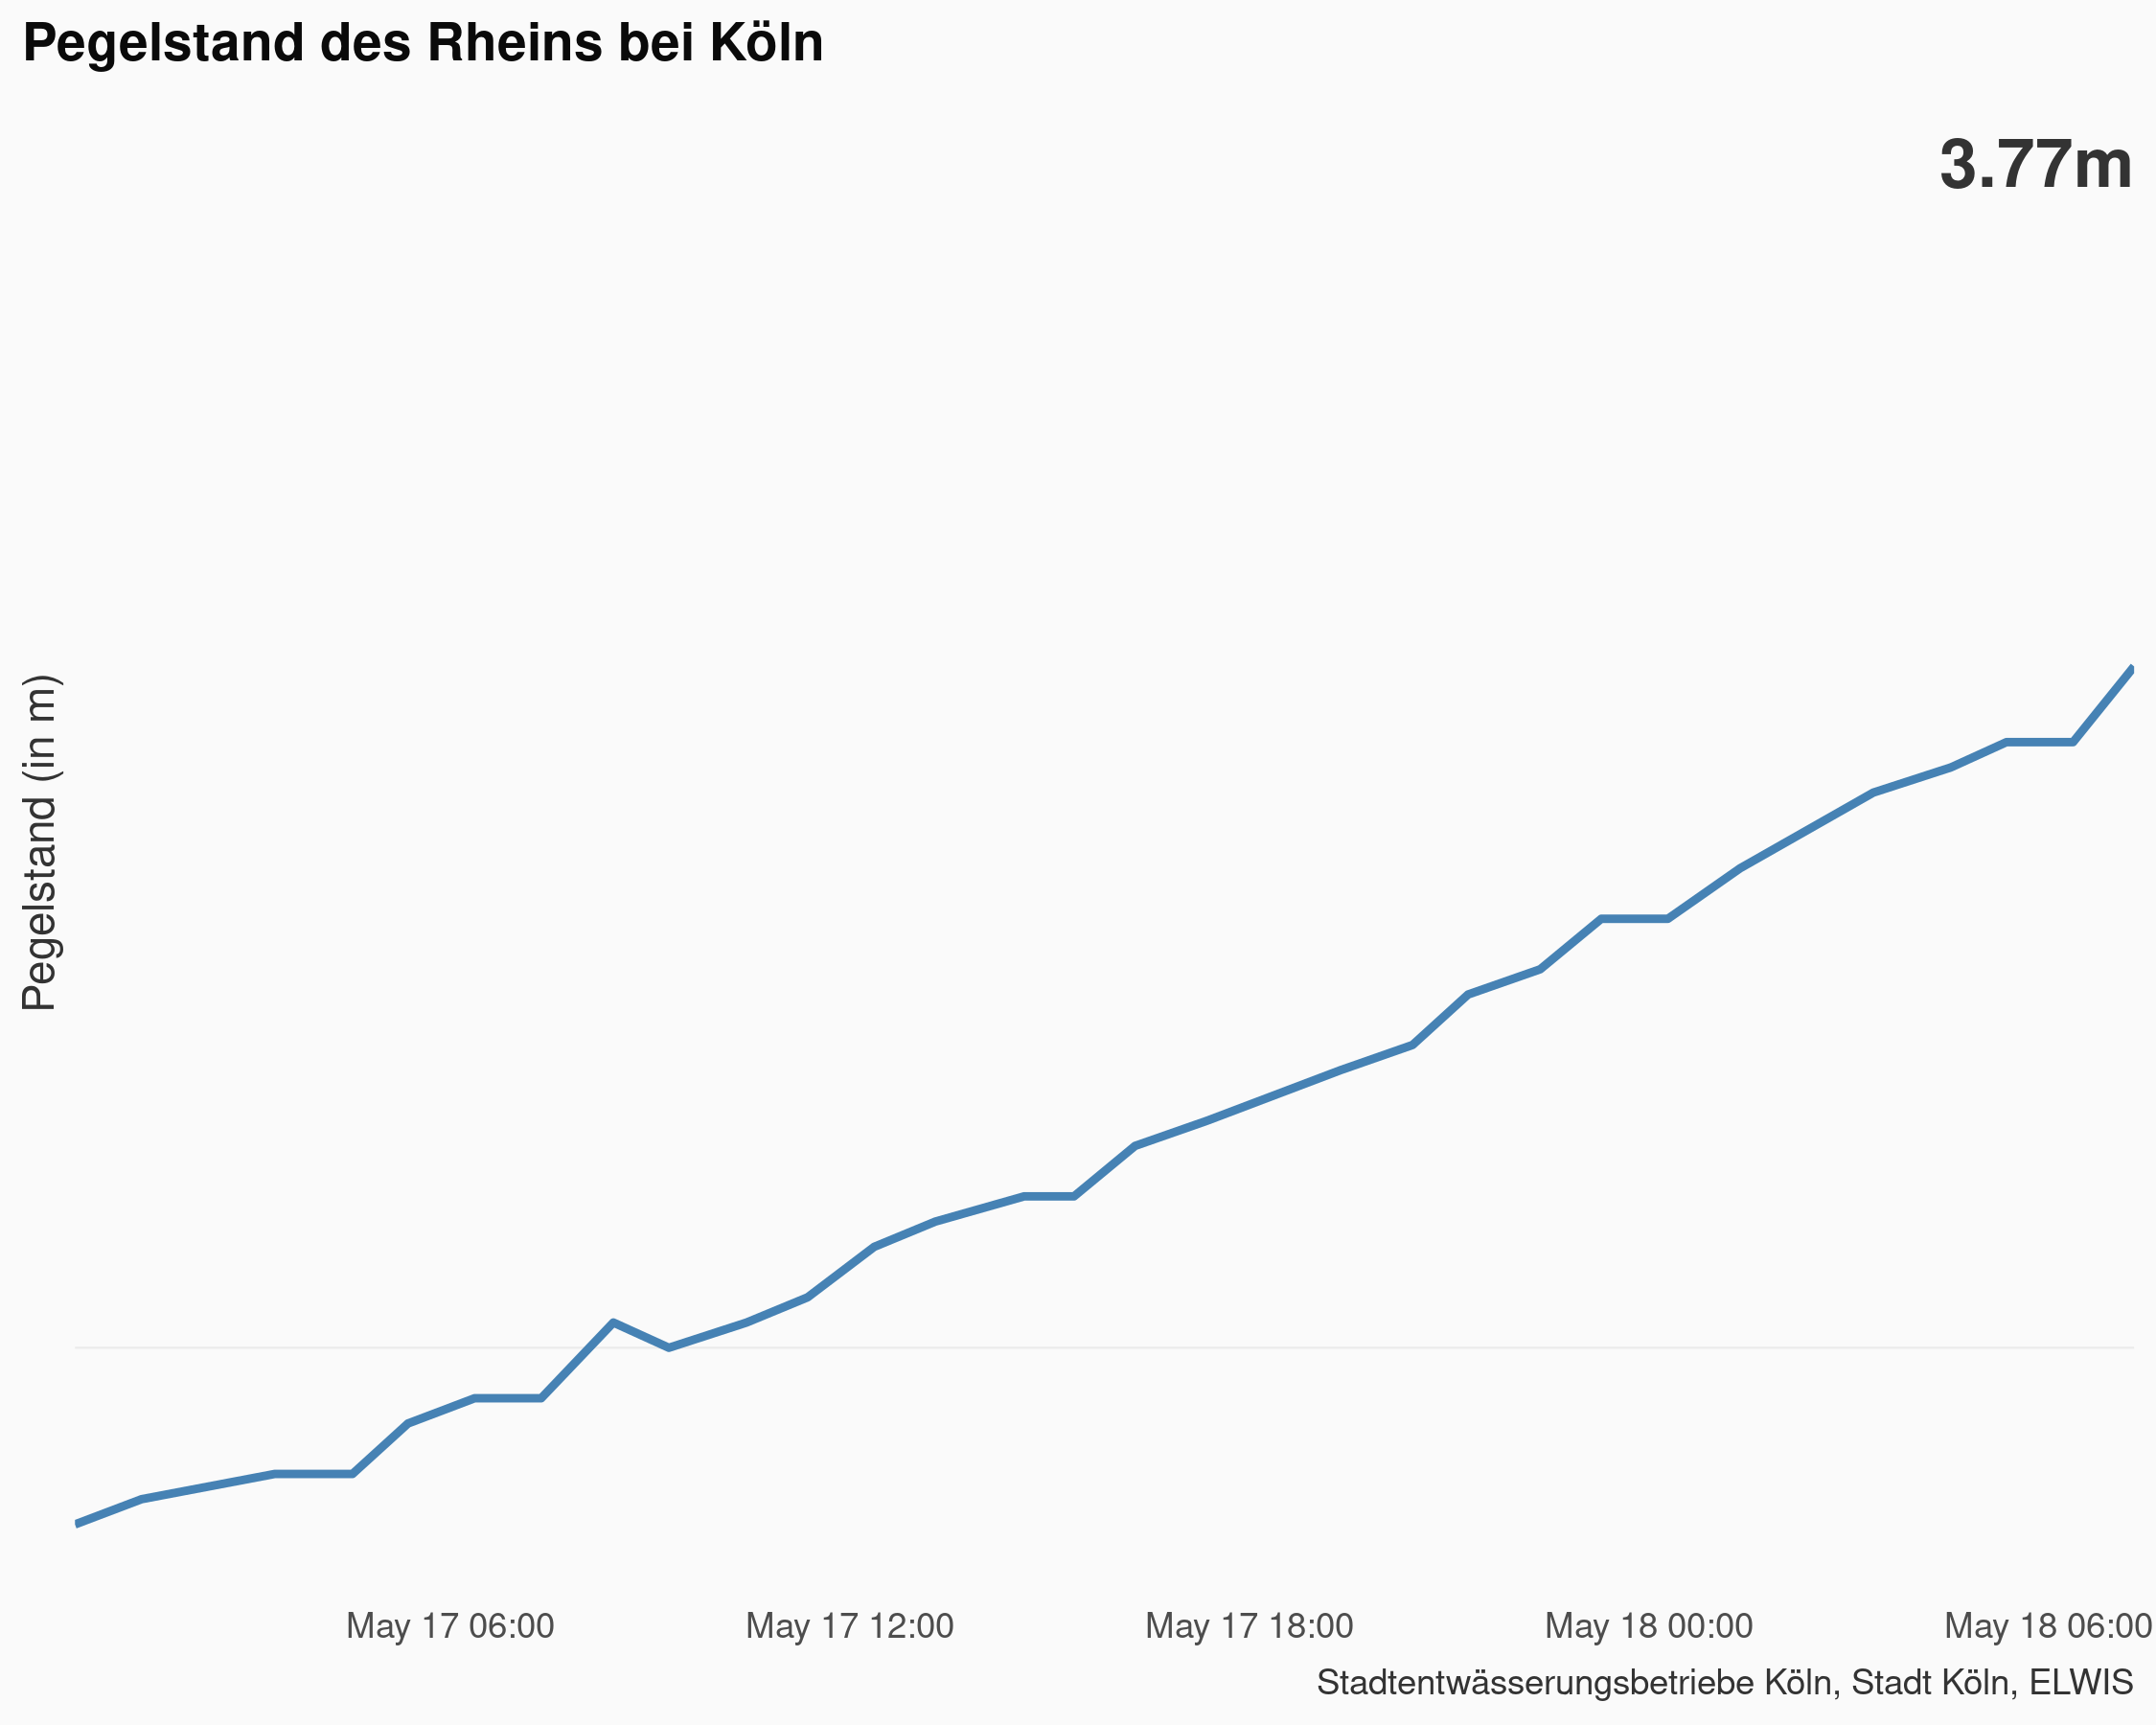 Pegelstand des Rheins bei Köln
3.77m
Pegelstand (in m)
May 17 06:00 May 17 12:00 May 17 18:00 May 18 00:00 May 18 06:00
Stadtentwässerungsbetriebe Köln, Stadt Köln, ELWIS